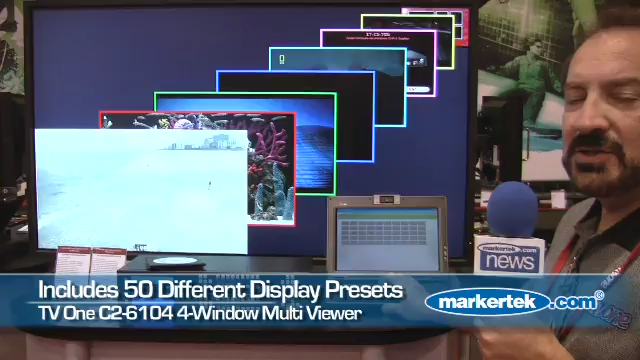 markertek.com
news
Includes 50 Different Display Presets
TV One C2-6104 4-Window Multi Viewer
markertek.com®